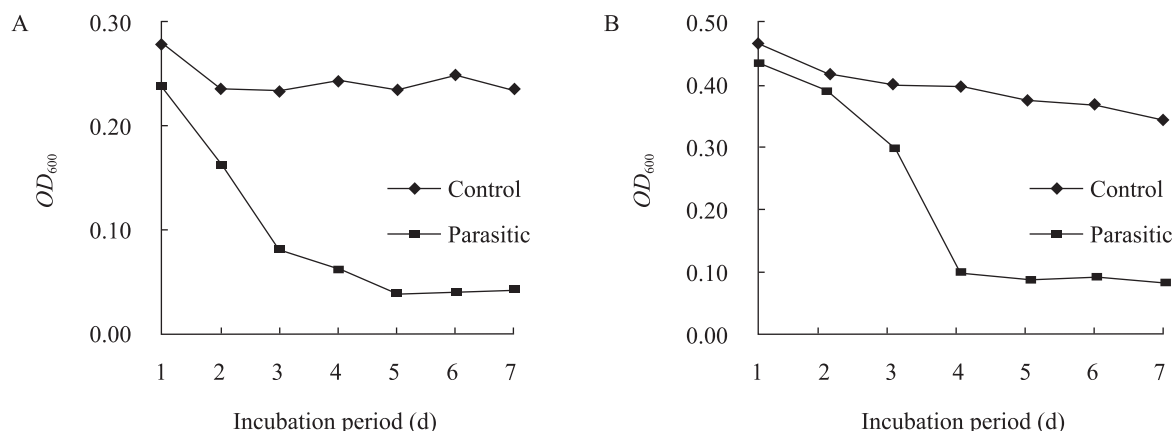 A
0.30
0.20
0.10
0.00
OD600
Control
Parasitic
1 2 3 4 5 6 7
Incubation period (d)
B
0.50
0.40
0.30
0.20
0.10
0.00
OD600
Control
Parasitic
1 2 3 4 5 6 7
Incubation period (d)